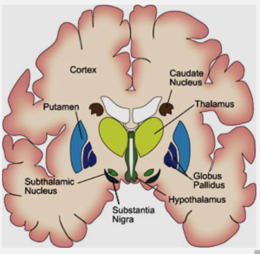 Cortex
Caudate
Nucleus
Putamen
Thalamus
Subthalamic
Nucleus
Globus
Pallidus
Hypothalamus
Substantia
Nigra